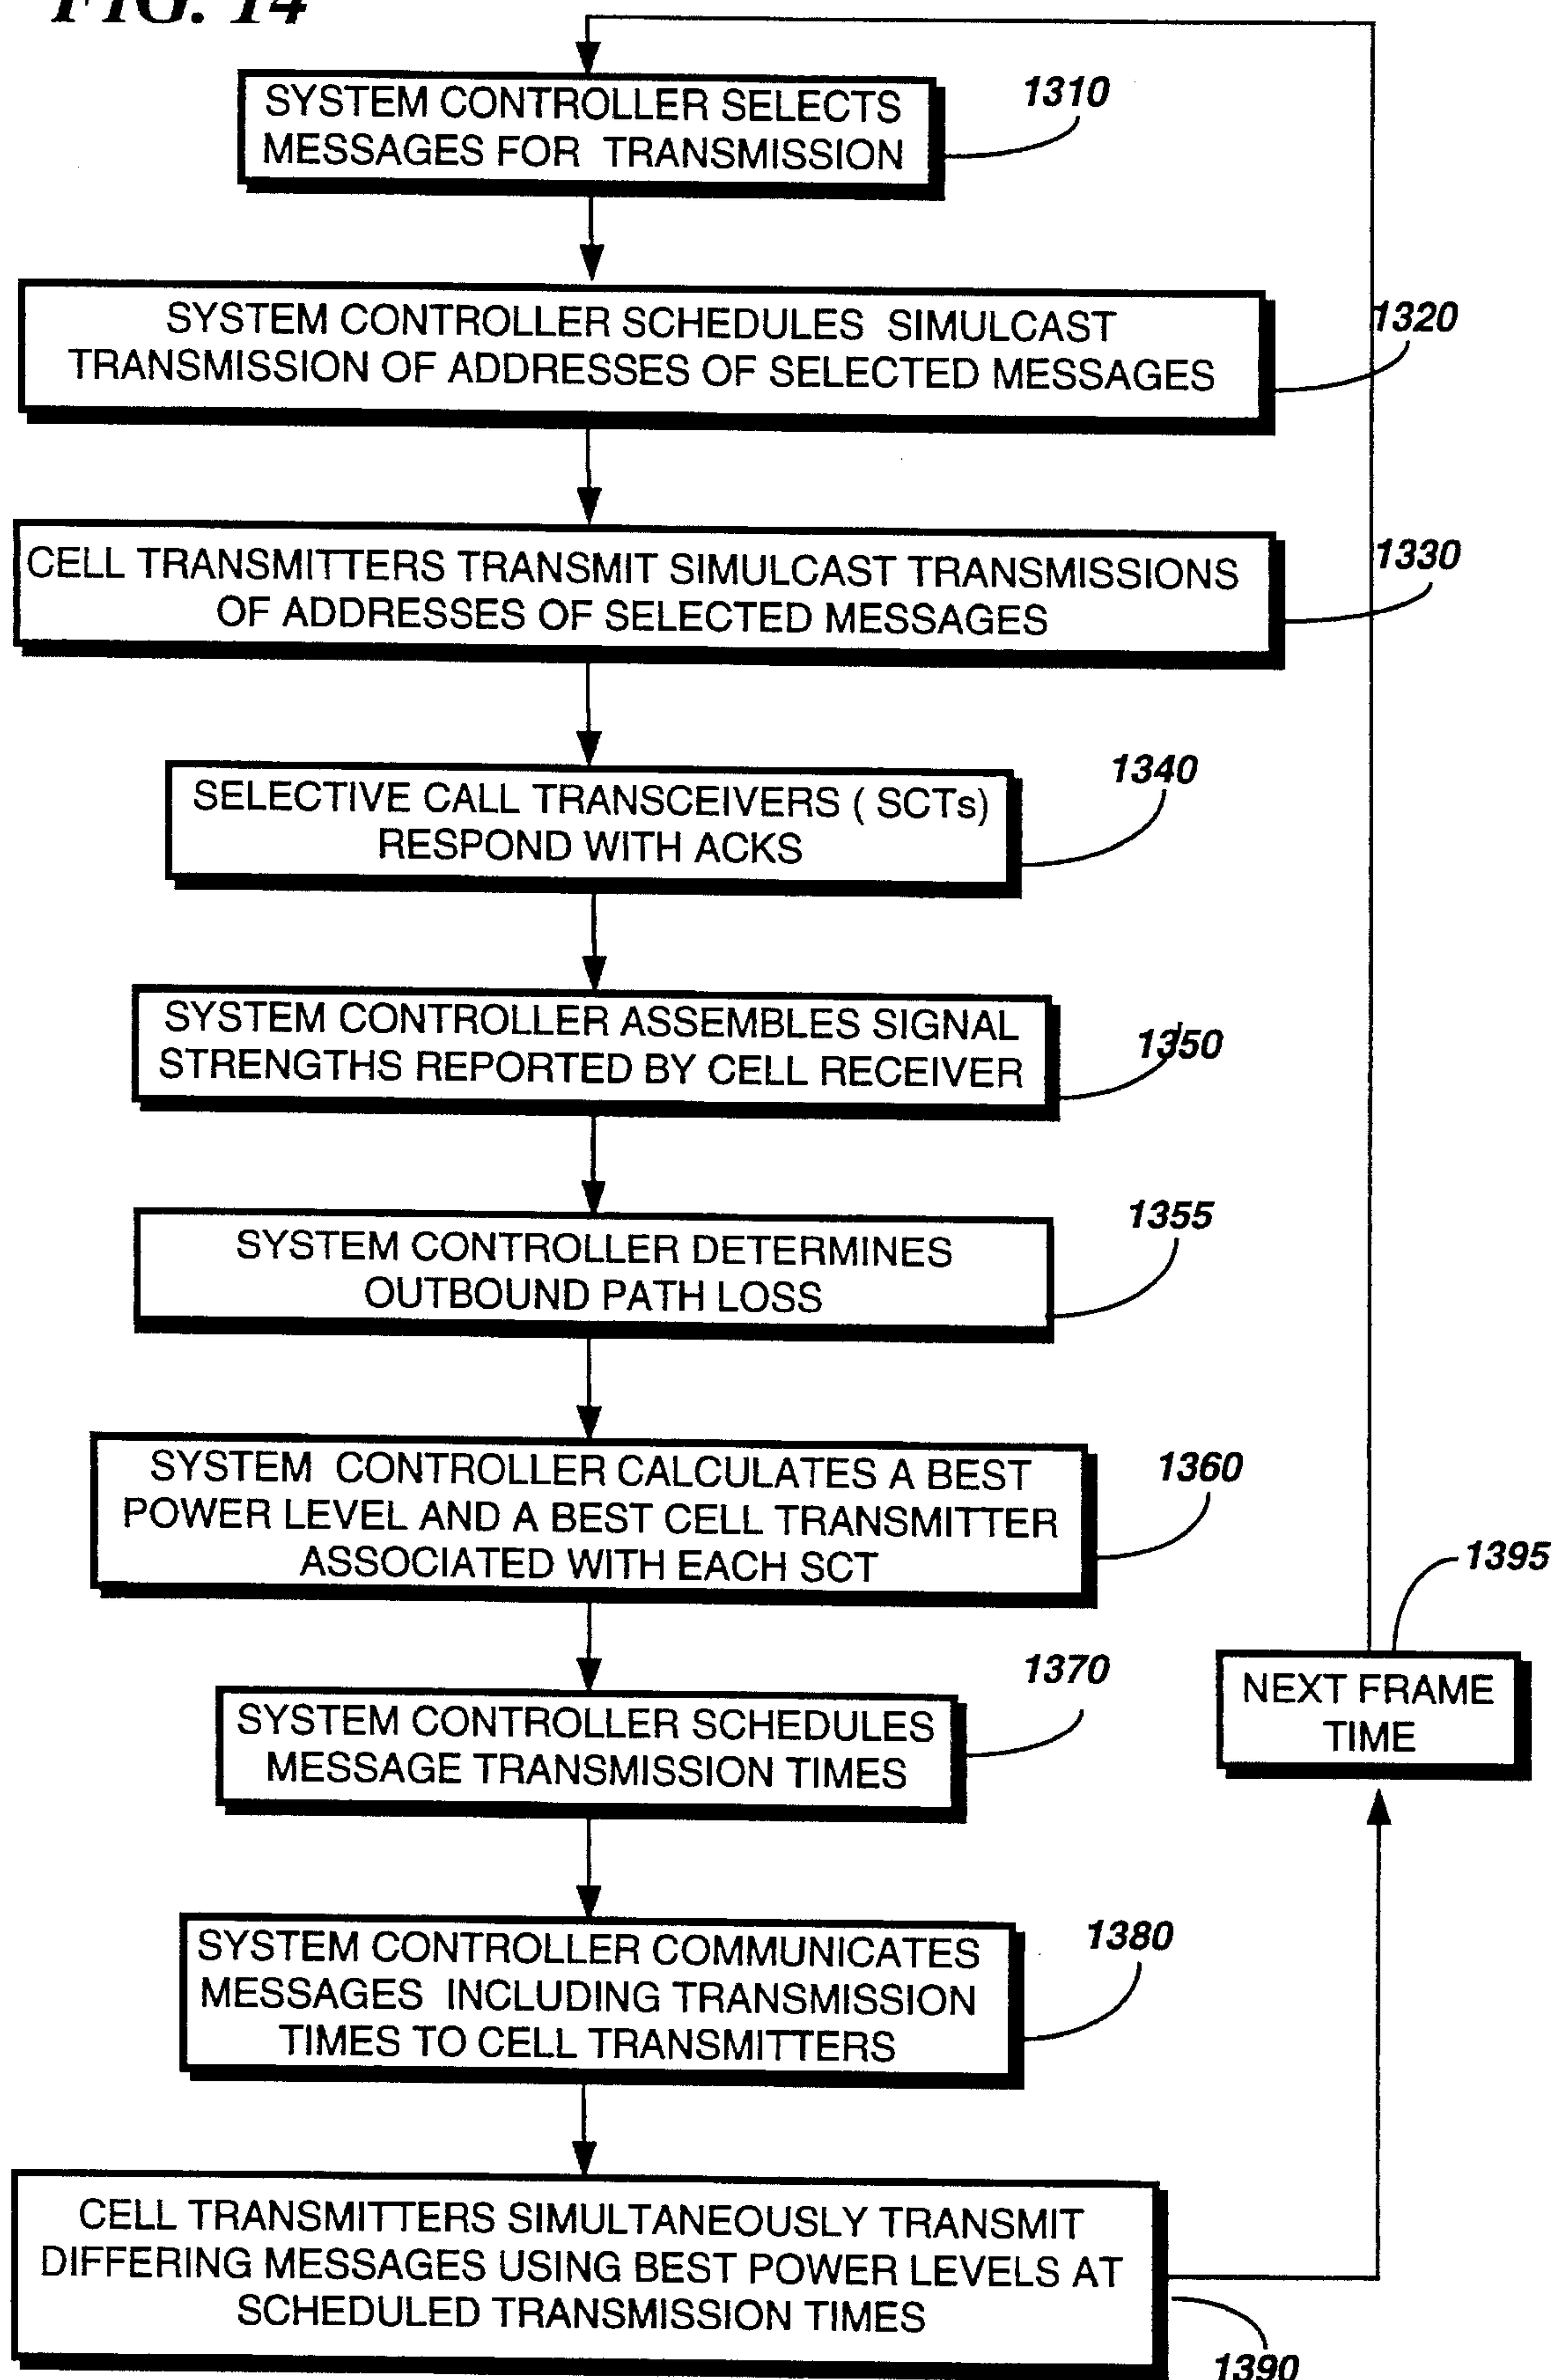 FIG. 14
SYSTEM CONTROLLER SELECTS
MESSAGES FOR TRANSMISSION
1310
SYSTEM CONTROLLER SCHEDULES SIMULCAST
TRANSMISSION OF ADDRESSES OF SELECTED MESSAGES
1320
CELL TRANSMITTERS TRANSMIT SIMULCAST TRANSMISSIONS
OF ADDRESSES OF SELECTED MESSAGES
1330
SELECTIVE CALL TRANSCEIVERS ( SCTs)
RESPOND WITH ACKS
1340
SYSTEM CONTROLLER ASSEMBLES SIGNAL
STRENGTHS REPORTED BY CELL RECEIVER
1350
SYSTEM CONTROLLER DETERMINES
OUTBOUND PATH LOSS
1355
SYSTEM CONTROLLER CALCULATES A BEST
POWER LEVEL AND A BEST CELL TRANSMITTER
ASSOCIATED WITH EACH SCT
1360
1395
NEXT FRAME
TIME
SYSTEM CONTROLLER SCHEDULES
MESSAGE TRANSMISSION TIMES
1370
SYSTEM CONTROLLER COMMUNICATES
MESSAGES INCLUDING TRANSMISSION
TIMES TO CELL TRANSMITTERS
1380
CELL TRANSMITTERS SIMULTANEOUSLY TRANSMIT
DIFFERING MESSAGES USING BEST POWER LEVELS AT
SCHEDULED TRANSMISSION TIMES
1390